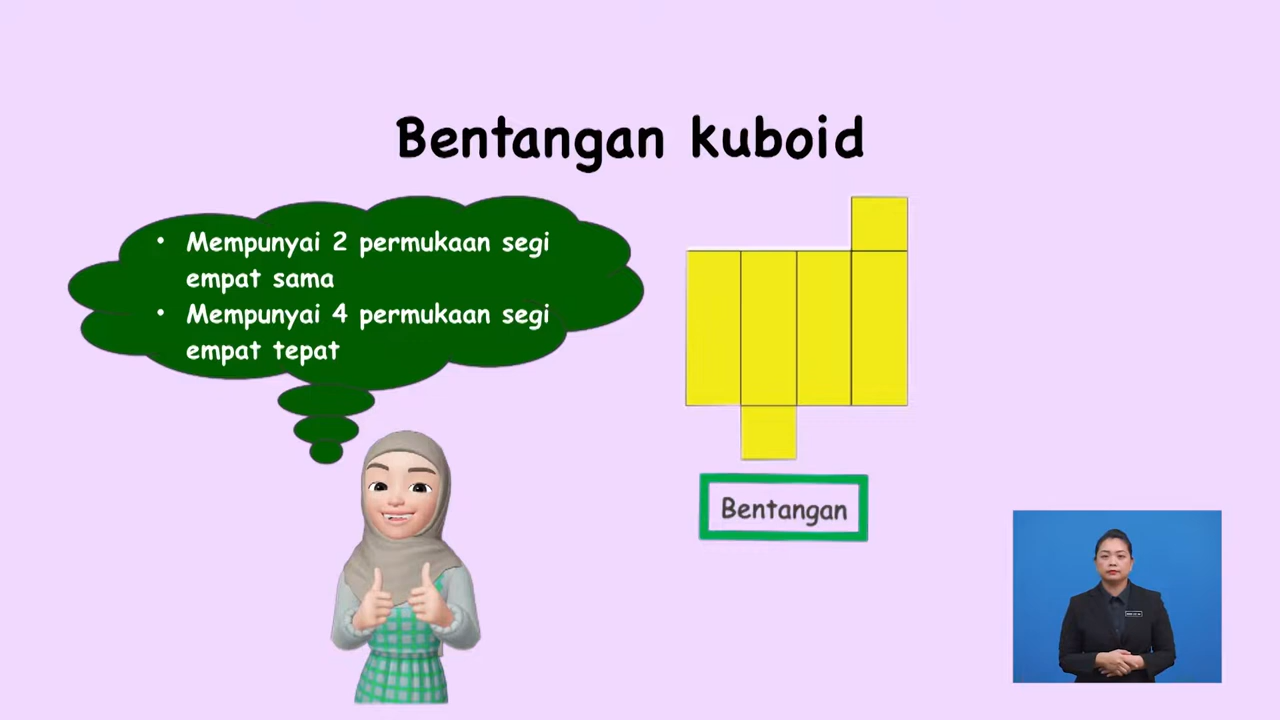 Bentangan kuboid
• Mempunyai 2 permukaan segi
empat sama
• Mempunyai 4 permukaan segi
empat tepat
Bentangan